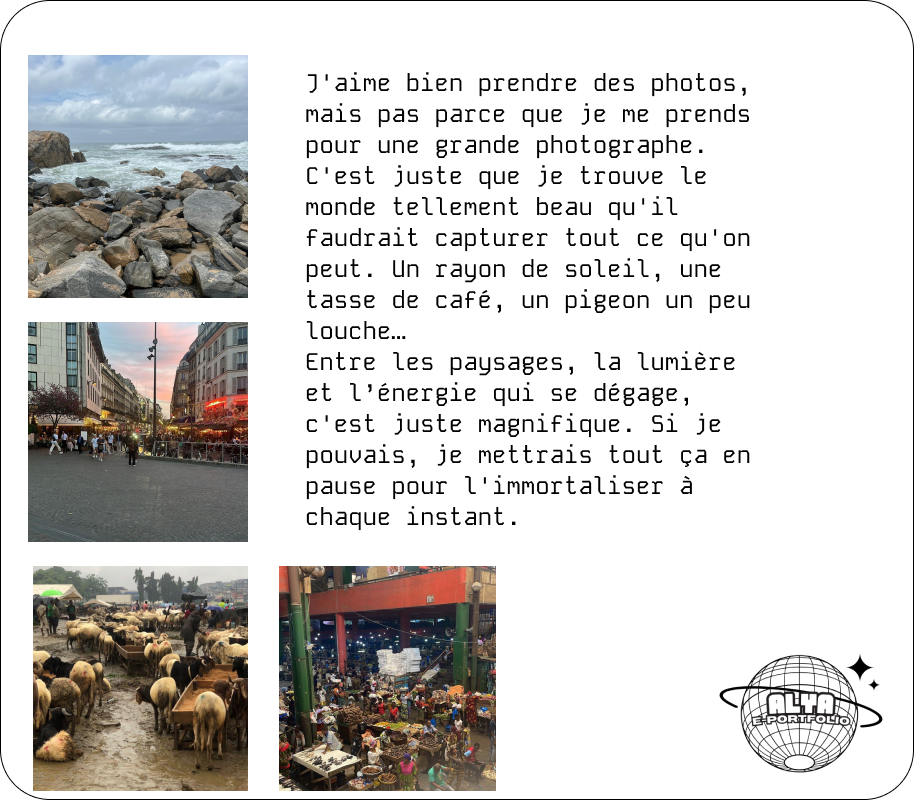 J'aime bien prendre des photos,
mais pas parce que je me prends
pour une grande photographe.
C'est juste que je trouve le
monde tellement beau qu'il
faudrait capturer tout ce qu'on
peut. Un rayon de soleil, une
tasse de café, un pigeon un peu
louche…
Entre les paysages, la lumière
et l’énergie qui se dégage,
c'est juste magnifique. Si je
pouvais, je mettrais tout ça en
pause pour l'immortaliser à
chaque instant.
ALYA
E-PORTFOLIO